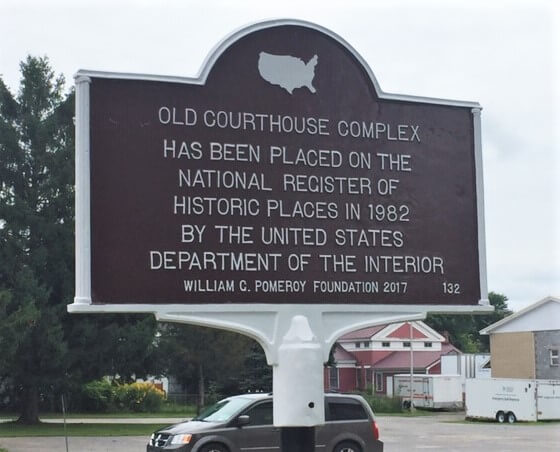 OLD COURTHOUSE COMPLEX
HAS BEEN PLACED ON THE
NATIONAL REGISTER OF
HISTORIC PLACES IN 1982
BY THE UNITED STATES
DEPARTMENT OF THE INTERIOR
WILLIAM G. POMEROY FOUNDATION 2017 132